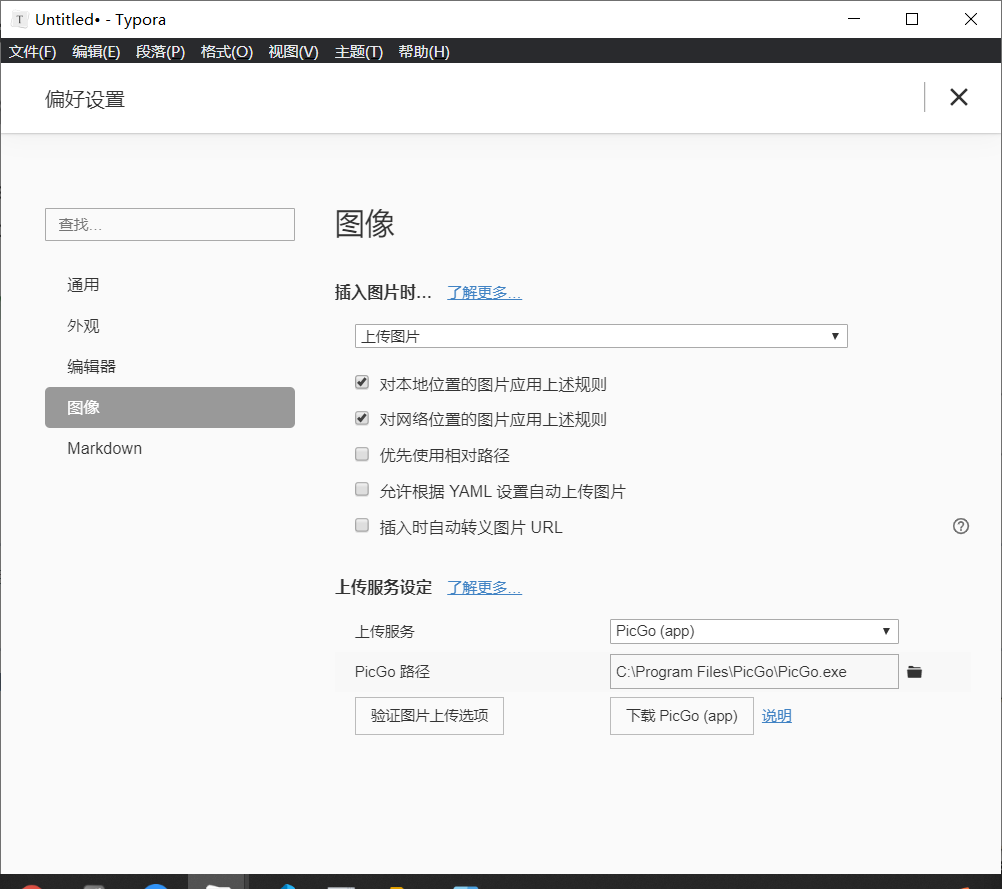 Untitled• - Typora
文件(F) 编辑(E) 段落(P) 格式(O) 视图(V) 主题(T) 帮助(H)
偏好设置
查找...
通用
外观
编辑器
图像
Markdown
图像
插入图片时... 了解更多...
上传图片
对本地位置的图片应用上述规则
对网络位置的图片应用上述规则
优先使用相对路径
允许根据 YAML 设置自动上传图片
插入时自动转义图片 URL
上传服务设定 了解更多...
上传服务 PicGo (app)
PicGo 路径 C:\Program Files\PicGo\PicGo.exe
验证图片上传选项 下载 PicGo (app) 说明